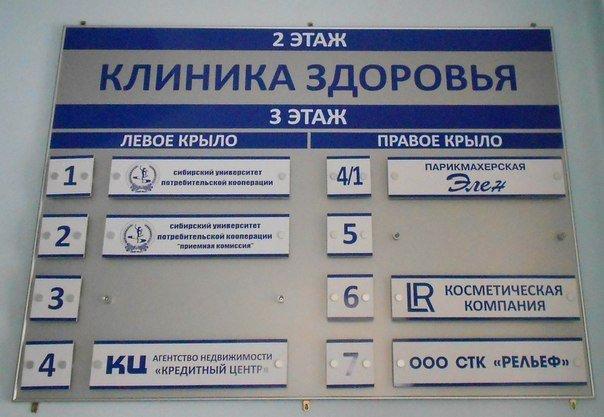 2 ЭТАЖ
КЛИНИКА ЗДОРОВЬЯ
3 ЭТАЖ
ЛЕВОЕ КРЫЛО
1
сибирский университет
потребительской кооперации
2
сибирский университет
потребительской кооперации
"приемная комиссия"
3
4
КЦ АГЕНТСТВО НЕДВИЖИМОСТИ
«КРЕДИТНЫЙ ЦЕНТР»
ПРАВОЕ КРЫЛО
4/1
ПАРИКМАХЕРСКАЯ
Элен
5
6
LR КОСМЕТИЧЕСКАЯ
КОМПАНИЯ
7
ООО СТК «РЕЛЬЕФ»